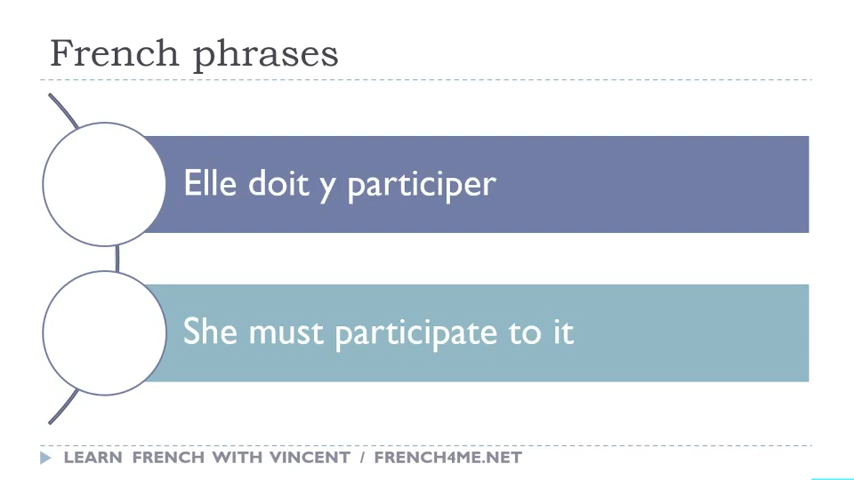 French phrases
Elle doit y participer
She must participate to it
LEARN FRENCH WITH VINCENT / FRENCH4ME.NET